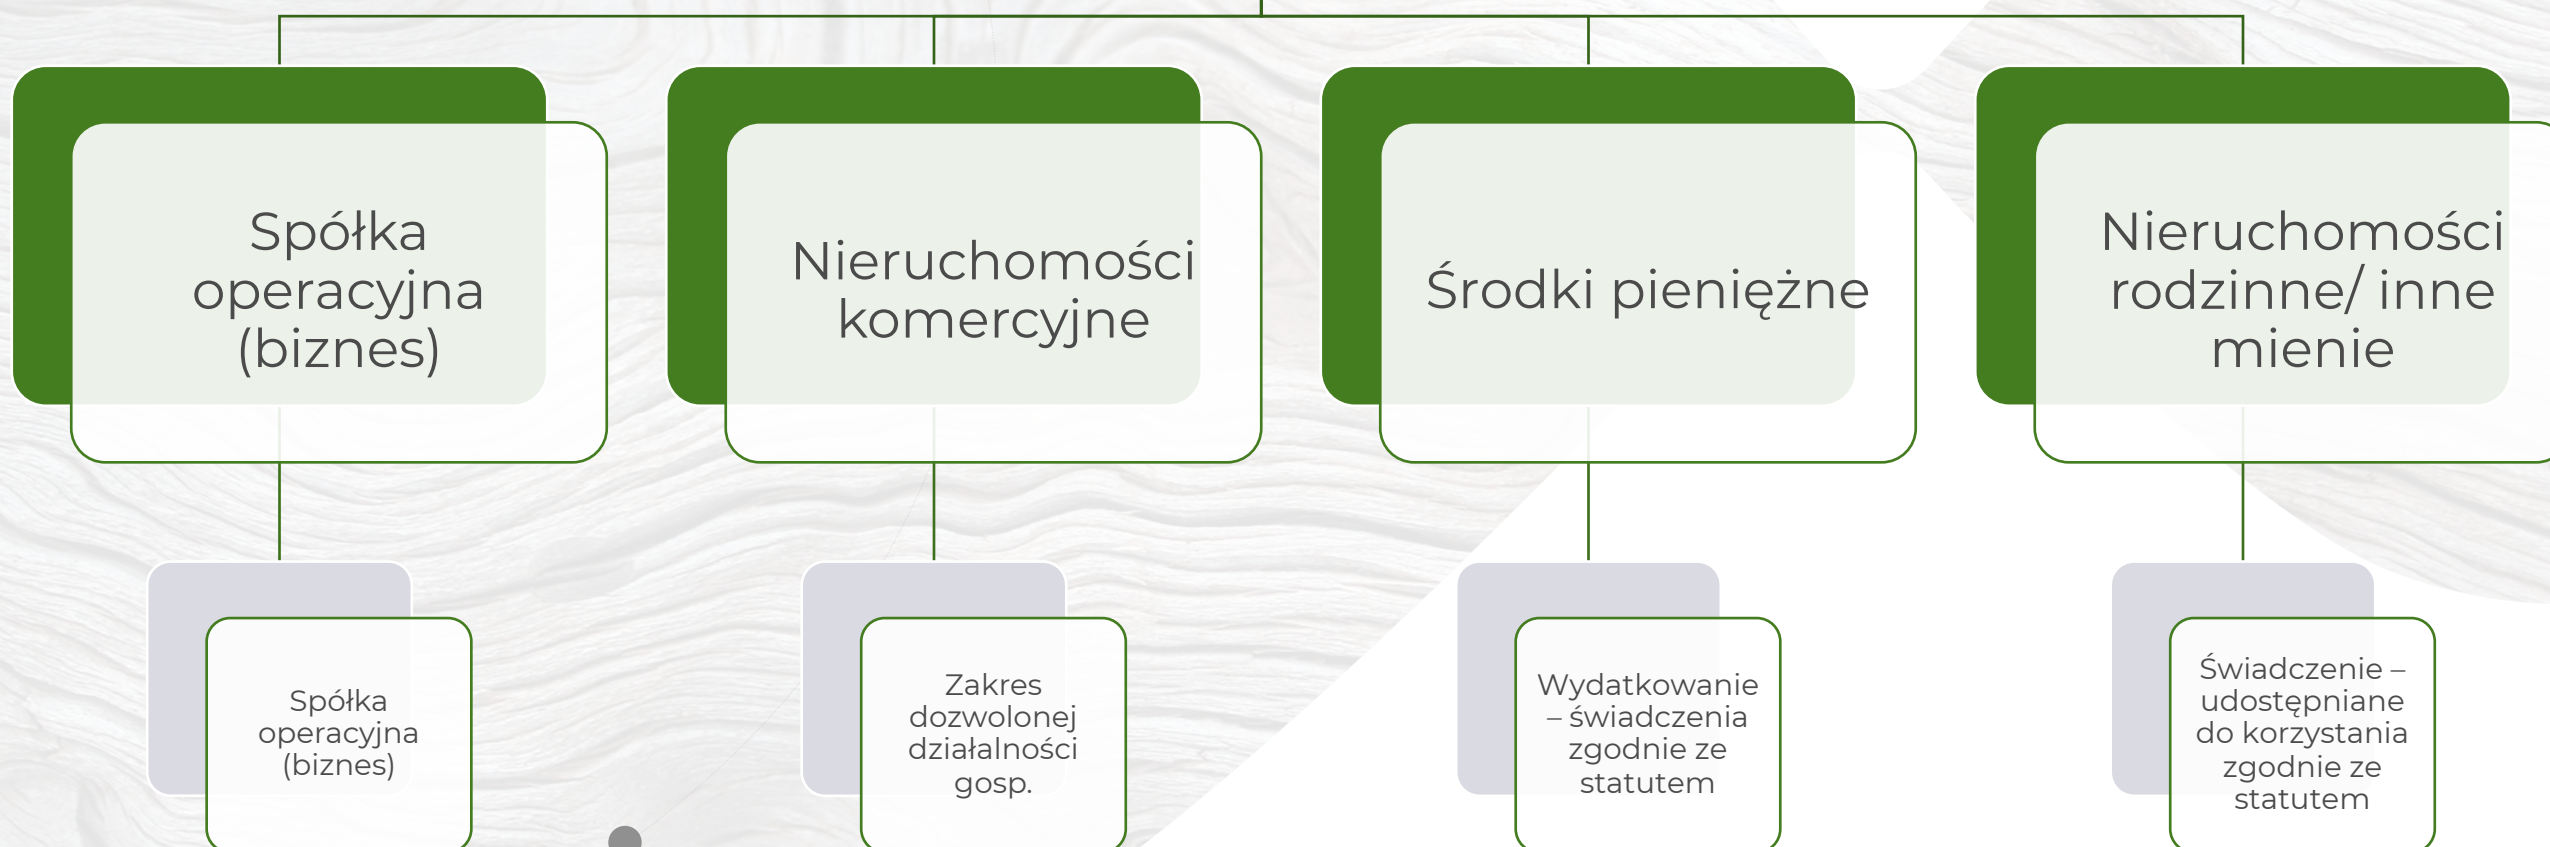 Spółka
operacyjna
(biznes)
Nieruchomości
komercyjne
Środki pieniężne
Nieruchomości
rodzinne/ inne
mienie
Spółka
operacyjna
(biznes)
Zakres
dozwolonej
działalności
gosp.
Wydatkowanie
– świadczenia
zgodnie ze
statutem
Świadczenie –
udostępniane
do korzystania
zgodnie ze
statutem